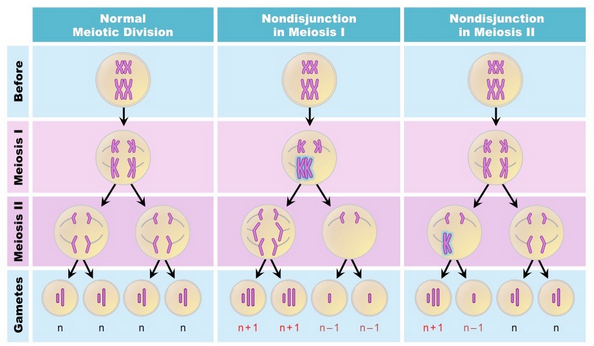 Normal
Meiotic Division
Nondisjunction
in Meiosis I
Nondisjunction
in Meiosis II
Before
Meiosis I
Meiosis II
Gametes
n
n
n
n
n+1
n+1
n−1
n−1
n+1
n−1
n
n